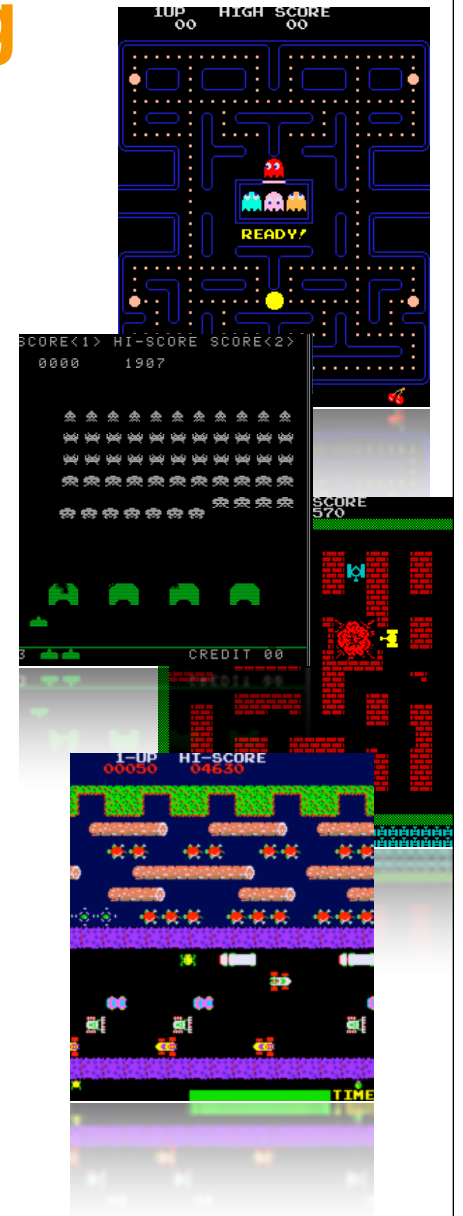 g
1UP HIGH SCORE
00 00
READY!
SCORE<1> HI-SCORE SCORE<2>
0000 1907
3 CREDIT 00
SCORE
570
1-UP HI-SCORE
00050 04630
TIME